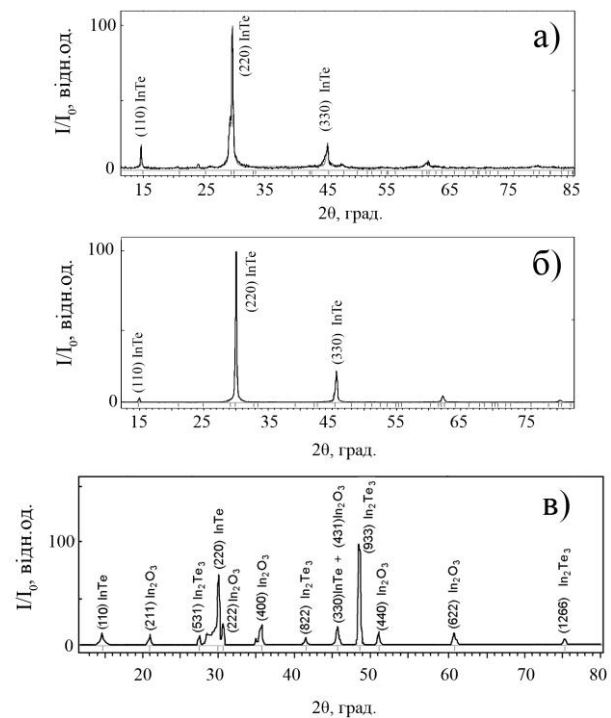 а)
I/I₀, відн.од.
100
0
(110) InTe
(220) InTe
(330) InTe
15 25 35 45 55 65 75 85
2θ, град.
б)
I/I₀, відн.од.
100
0
(110) InTe
(220) InTe
(330) InTe
15 30 45 60 75
2θ, град.
в)
I/I₀, відн.од.
100
0
(110) InTe
(211) In₂O₃
(531) In₂Te₃
(220) InTe
(222) In₂O₃
(400) In₂O₃
(822) In₂Te₃
(330)InTe + (431)In₂O₃
(933) In₂Te₃
(440) In₂O₃
(622) In₂O₃
(1266) In₂Te₃
20 30 40 50 60 70 80
2θ, град.